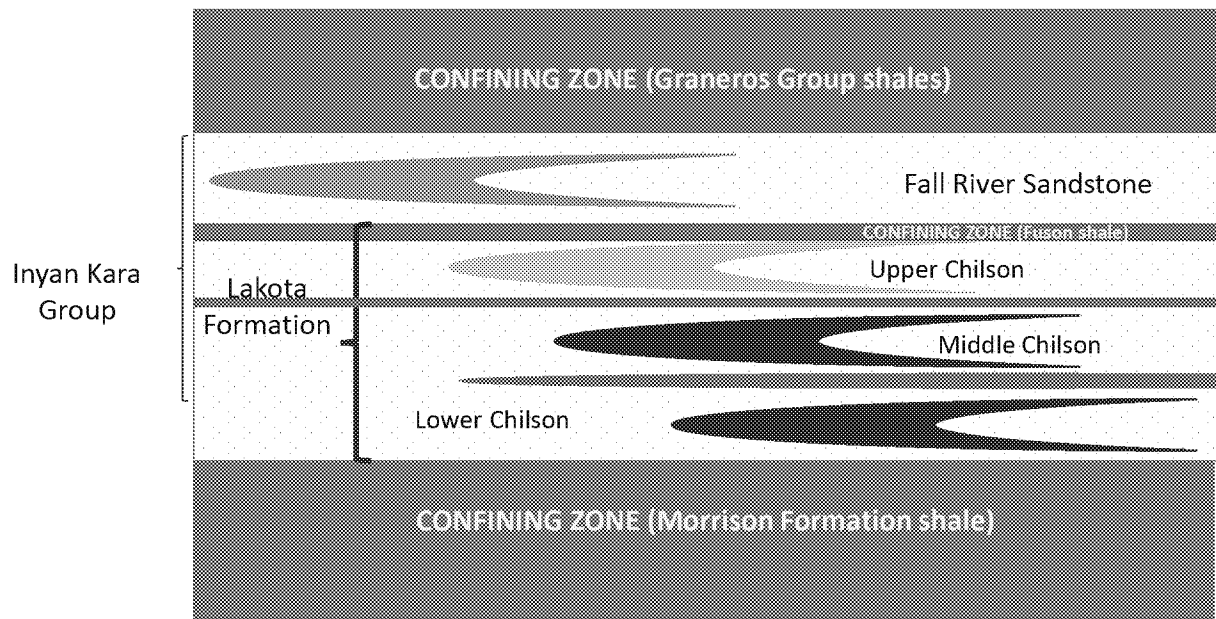 CONFINING ZONE (Graneros Group shales)
Fall River Sandstone
CONFINING ZONE (Fuson shale)
Upper Chilson
Inyan Kara
Group
Lakota
Formation
Middle Chilson
Lower Chilson
CONFINING ZONE (Morrison Formation shale)